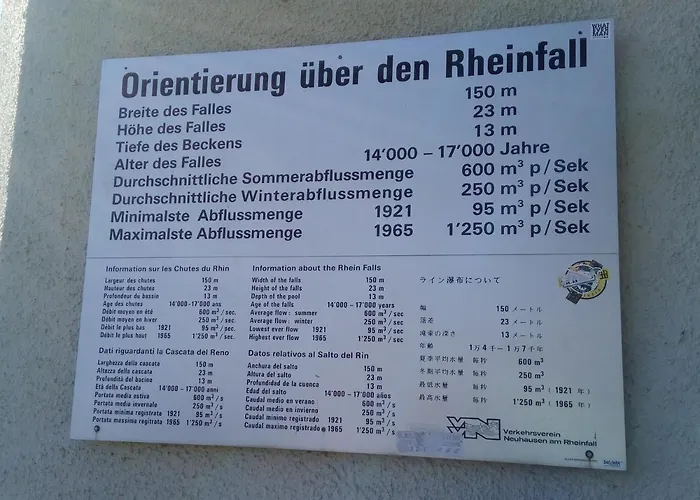 Orientierung über den Rheinfall
Breite des Falles 150 m
Höhe des Falles 23 m
Tiefe des Beckens 13 m
Alter des Falles 14'000 – 17'000 Jahre
Durchschnittliche Sommerabflussmenge 600 m³ p/Sek
Durchschnittliche Winterabflussmenge 250 m³ p/Sek
Minimalste Abflussmenge 1921 95 m³ p/Sek
Maximalste Abflussmenge 1965 1'250 m³ p/Sek
Information sur les Chutes du Rhin
Largeur des chutes 150 m
Hauteur des chutes 23 m
Profondeur du bassin 13 m
Age des chutes 14'000-17'000 ans
Débit moyen en été 600 m³/sec.
Débit moyen en hiver 250 m³/sec.
Débit le plus bas 1921 95 m³/sec.
Débit le plus haut 1965 1'250 m³/sec.
Information about the Rhein Falls
Width of the falls 150 m
Height of the falls 23 m
Depth of the pool 13 m
Age of the falls 14'000 – 17'000 years
Average flow: summer 600 m³/sec
Average flow: winter 250 m³/sec
Lowest ever flow 1921 95 m³/sec
Highest ever flow 1965 1'250 m³/sec
ライン瀑布について
幅 150 メートル
落差 23 メートル
滝壺の深さ 13 メートル
年齢 1万4千-1万7千年
夏季平均水量 毎秒 600 m³
冬期平均水量 毎秒 250 m³
最低水量 毎秒 95 m³ (1921 年)
最高水量 毎秒 1'250 m³ (1965 年)
Dati riguardanti la Cascata del Reno
Larghezza della cascata 150 m
Altezza della cascata 23 m
Profondità del bacino 13 m
Età della Cascata 14'000 – 17'000 anni
Portata media estiva 600 m³/s
Portata media invernale 250 m³/s
Portata minima registrata 1921 95 m³/s
Portata massima registrata 1965 1'250 m³/s
Datos relativos al Salto del Rin
Anchura del salto 150 m
Altura del salto 23 m
Profundidad de la cuenca 13 m
Edad del salto 14'000 – 17'000 años
Caudal medio en verano 600 m³/s
Caudal medio en invierno 250 m³/s
Caudal minimo registrado 1921 95 m³/s
Caudal maximo registrado 1965 1'250 m³/s
Verkehrsverein
Neuhausen am Rheinfall